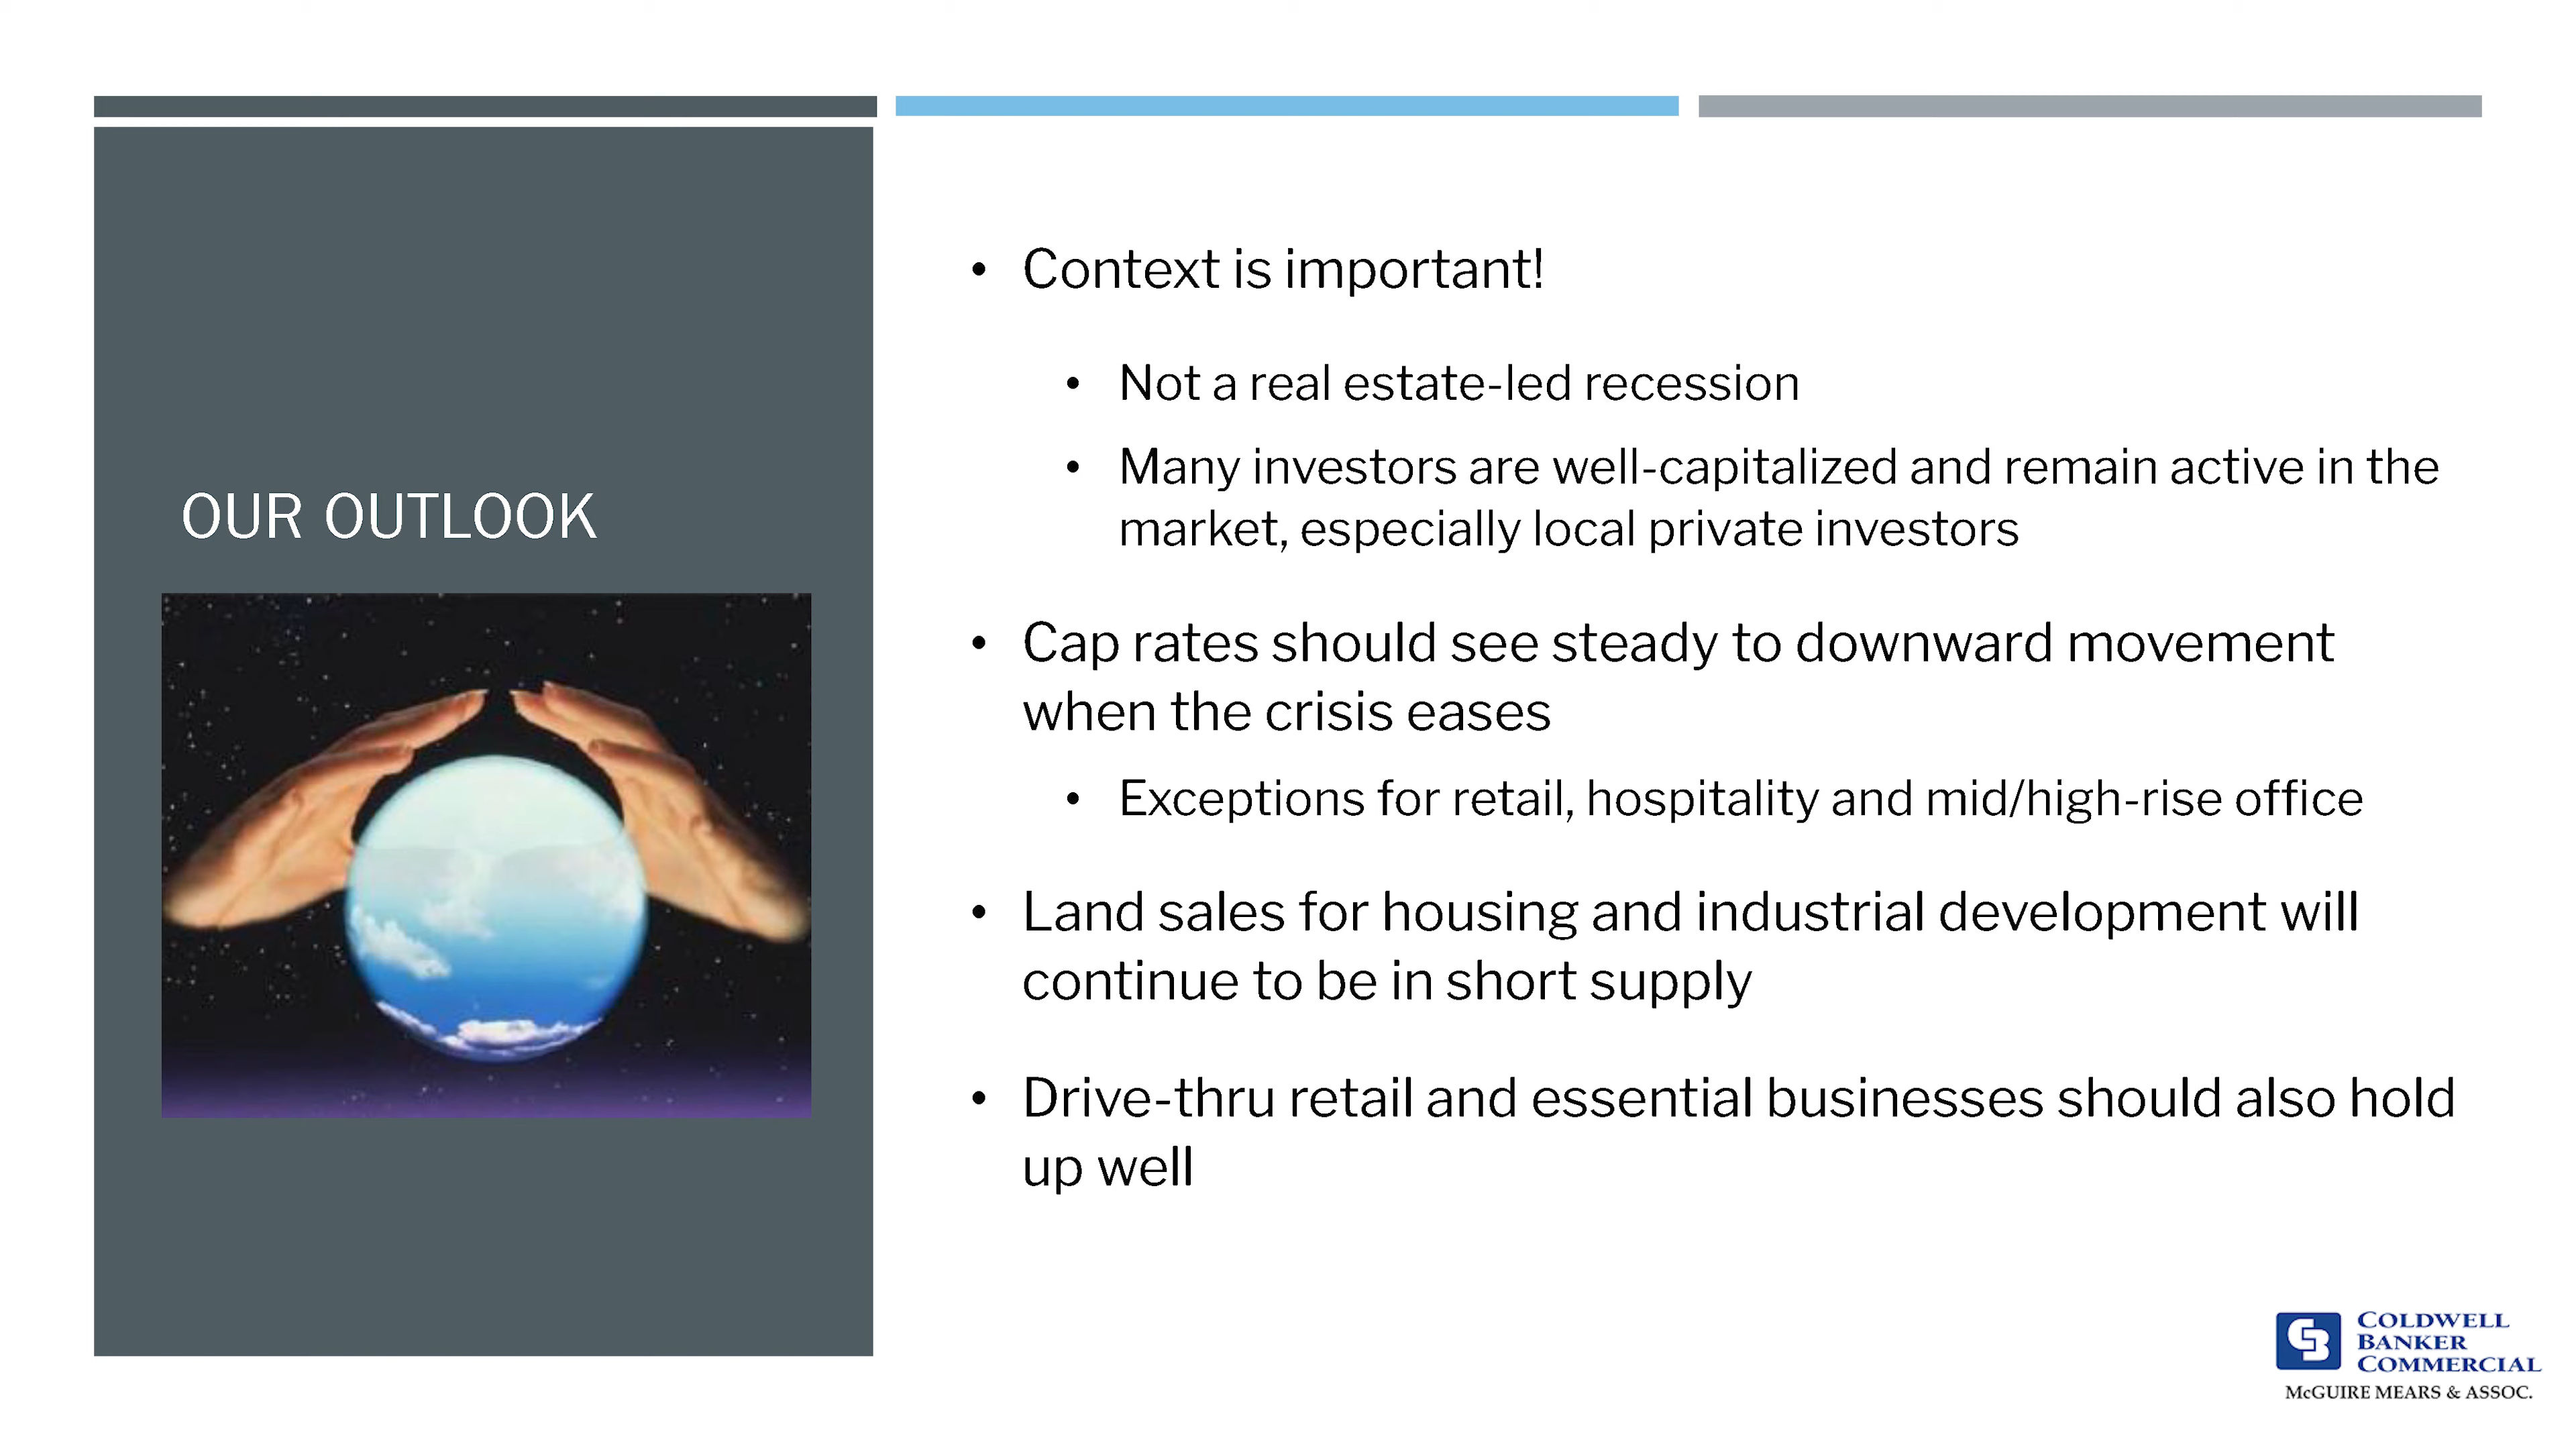 OUR OUTLOOK
• Context is important!
• Not a real estate-led recession
• Many investors are well-capitalized and remain active in the
market, especially local private investors
• Cap rates should see steady to downward movement
when the crisis eases
• Exceptions for retail, hospitality and mid/high-rise office
• Land sales for housing and industrial development will
continue to be in short supply
• Drive-thru retail and essential businesses should also hold
up well
CB
COLDWELL
BANKER
COMMERCIAL
McGUIRE MEARS & ASSOC.